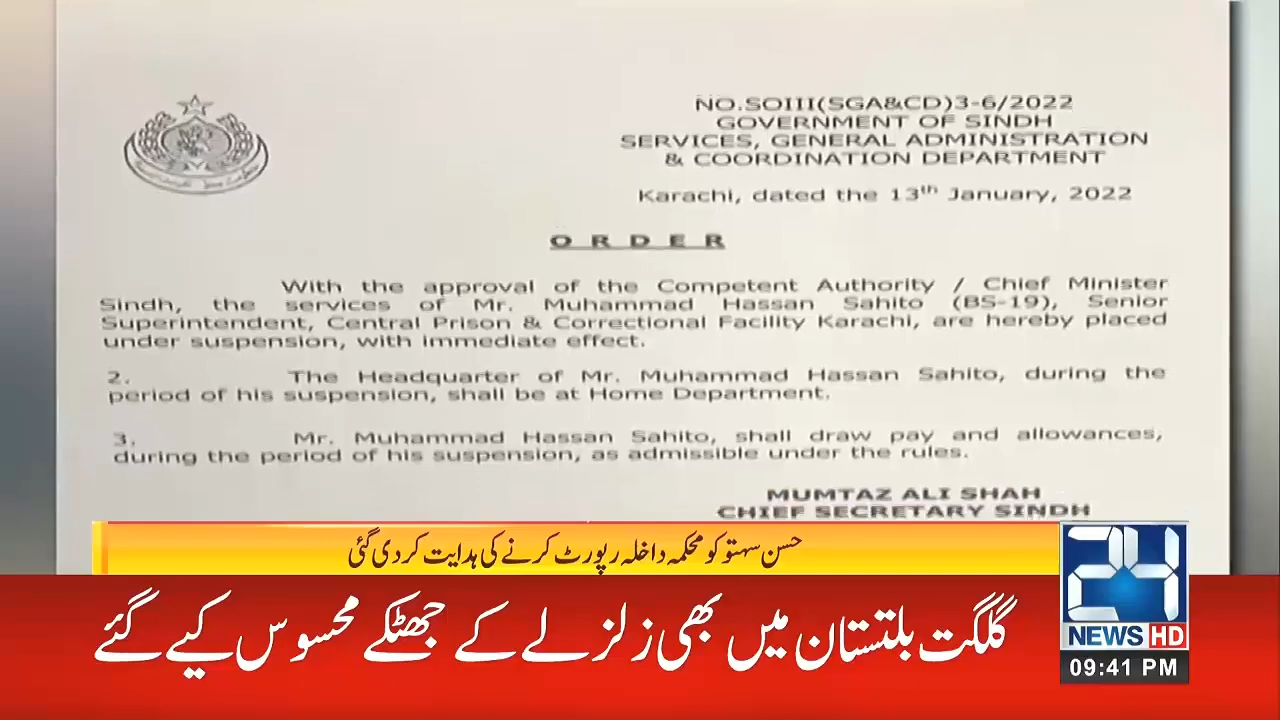 NO.SOIII(SGA&CD)3-6/2022
GOVERNMENT OF SINDH
SERVICES, GENERAL ADMINISTRATION
& COORDINATION DEPARTMENT
Karachi, dated the 13th January, 2022
O R D E R
With the approval of the Competent Authority / Chief Minister
Sindh, the services of Mr. Muhammad Hassan Sahito (BS-19), Senior
Superintendent, Central Prison & Correctional Facility Karachi, are hereby placed
under suspension, with immediate effect.
2. The Headquarter of Mr. Muhammad Hassan Sahito, during the
period of his suspension, shall be at Home Department.
3. Mr. Muhammad Hassan Sahito, shall draw pay and allowances,
during the period of his suspension, as admissible under the rules.
MUMTAZ ALI SHAH
CHIEF SECRETARY SINDH
حسن سہتو کو محکمہ داخلہ رپورٹ کرنے کی ہدایت کر دی گئی
گلگت بلتستان میں بھی زلزلے کے جھٹکے محسوس کیے گئے
24
NEWS HD
09:41 PM